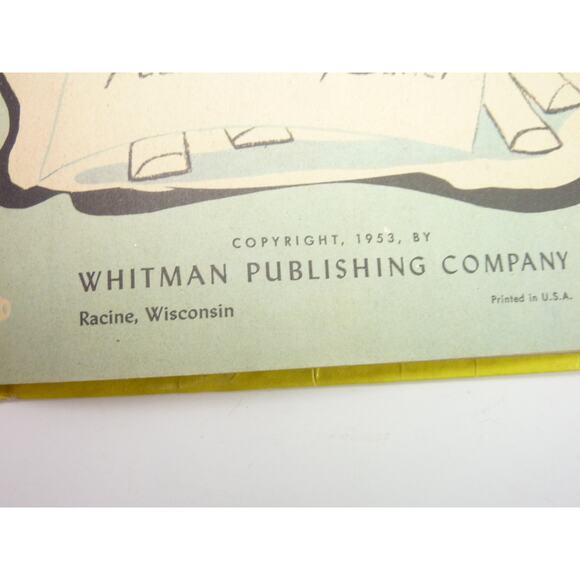 COPYRIGHT, 1953, BY
WHITMAN PUBLISHING COMPANY
Racine, Wisconsin
Printed in U.S.A.